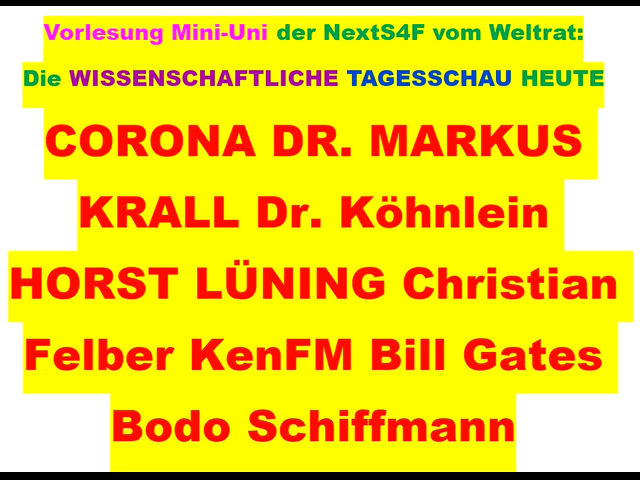 Vorlesung Mini-Uni der NextS4F vom Weltrat:
Die WISSENSCHAFTLICHE TAGESSCHAU HEUTE
CORONA DR. MARKUS
KRALL Dr. Köhnlein
HORST LÜNING Christian
Felber KenFM Bill Gates
Bodo Schiffmann